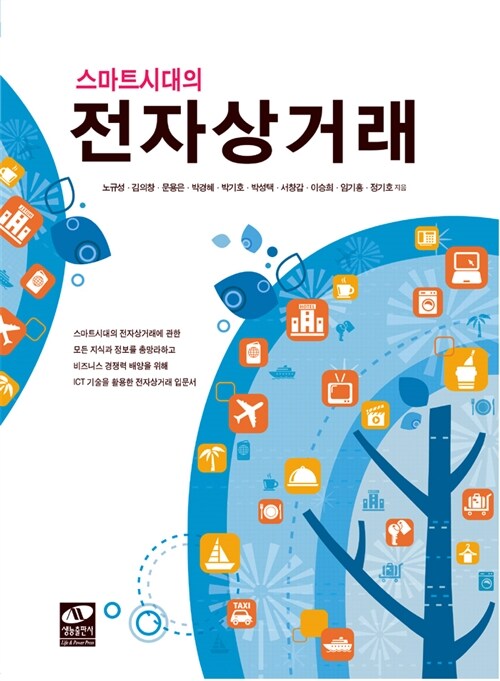 스마트시대의
전자상거래
노규성 · 김의창 · 문용은 · 박경혜 · 박기호 · 박성택 · 서창갑 · 이승희 · 임기흥 · 정기호 지음
스마트시대의 전자상거래에 관한
모든 지식과 정보를 총망라하고
비즈니스 경쟁력 배양을 위해
ICT 기술을 활용한 전자상거래 입문서
HOTEL
TAXI
생능출판사
Life & Power Press